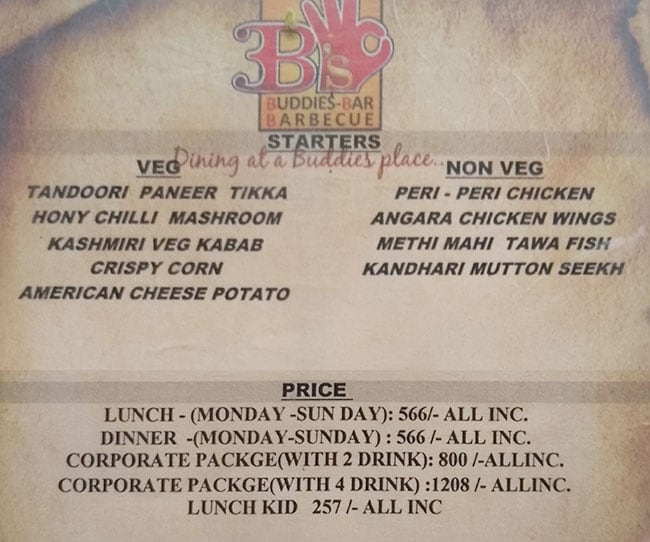 B's
BUDDIES-BAR
BARBECUE
STARTERS
Dining at a Buddies place..
VEG
TANDOORI PANEER TIKKA
HONY CHILLI MASHROOM
KASHMIRI VEG KABAB
CRISPY CORN
AMERICAN CHEESE POTATO
NON VEG
PERI - PERI CHICKEN
ANGARA CHICKEN WINGS
METHI MAHI TAWA FISH
KANDHARI MUTTON SEEKH
PRICE
LUNCH - (MONDAY -SUN DAY): 566/- ALL INC.
DINNER -(MONDAY-SUNDAY) : 566 /- ALL INC.
CORPORATE PACKGE(WITH 2 DRINK): 800 /-ALLINC.
CORPORATE PACKGE(WITH 4 DRINK) :1208 /- ALLINC.
LUNCH KID 257 /- ALL INC